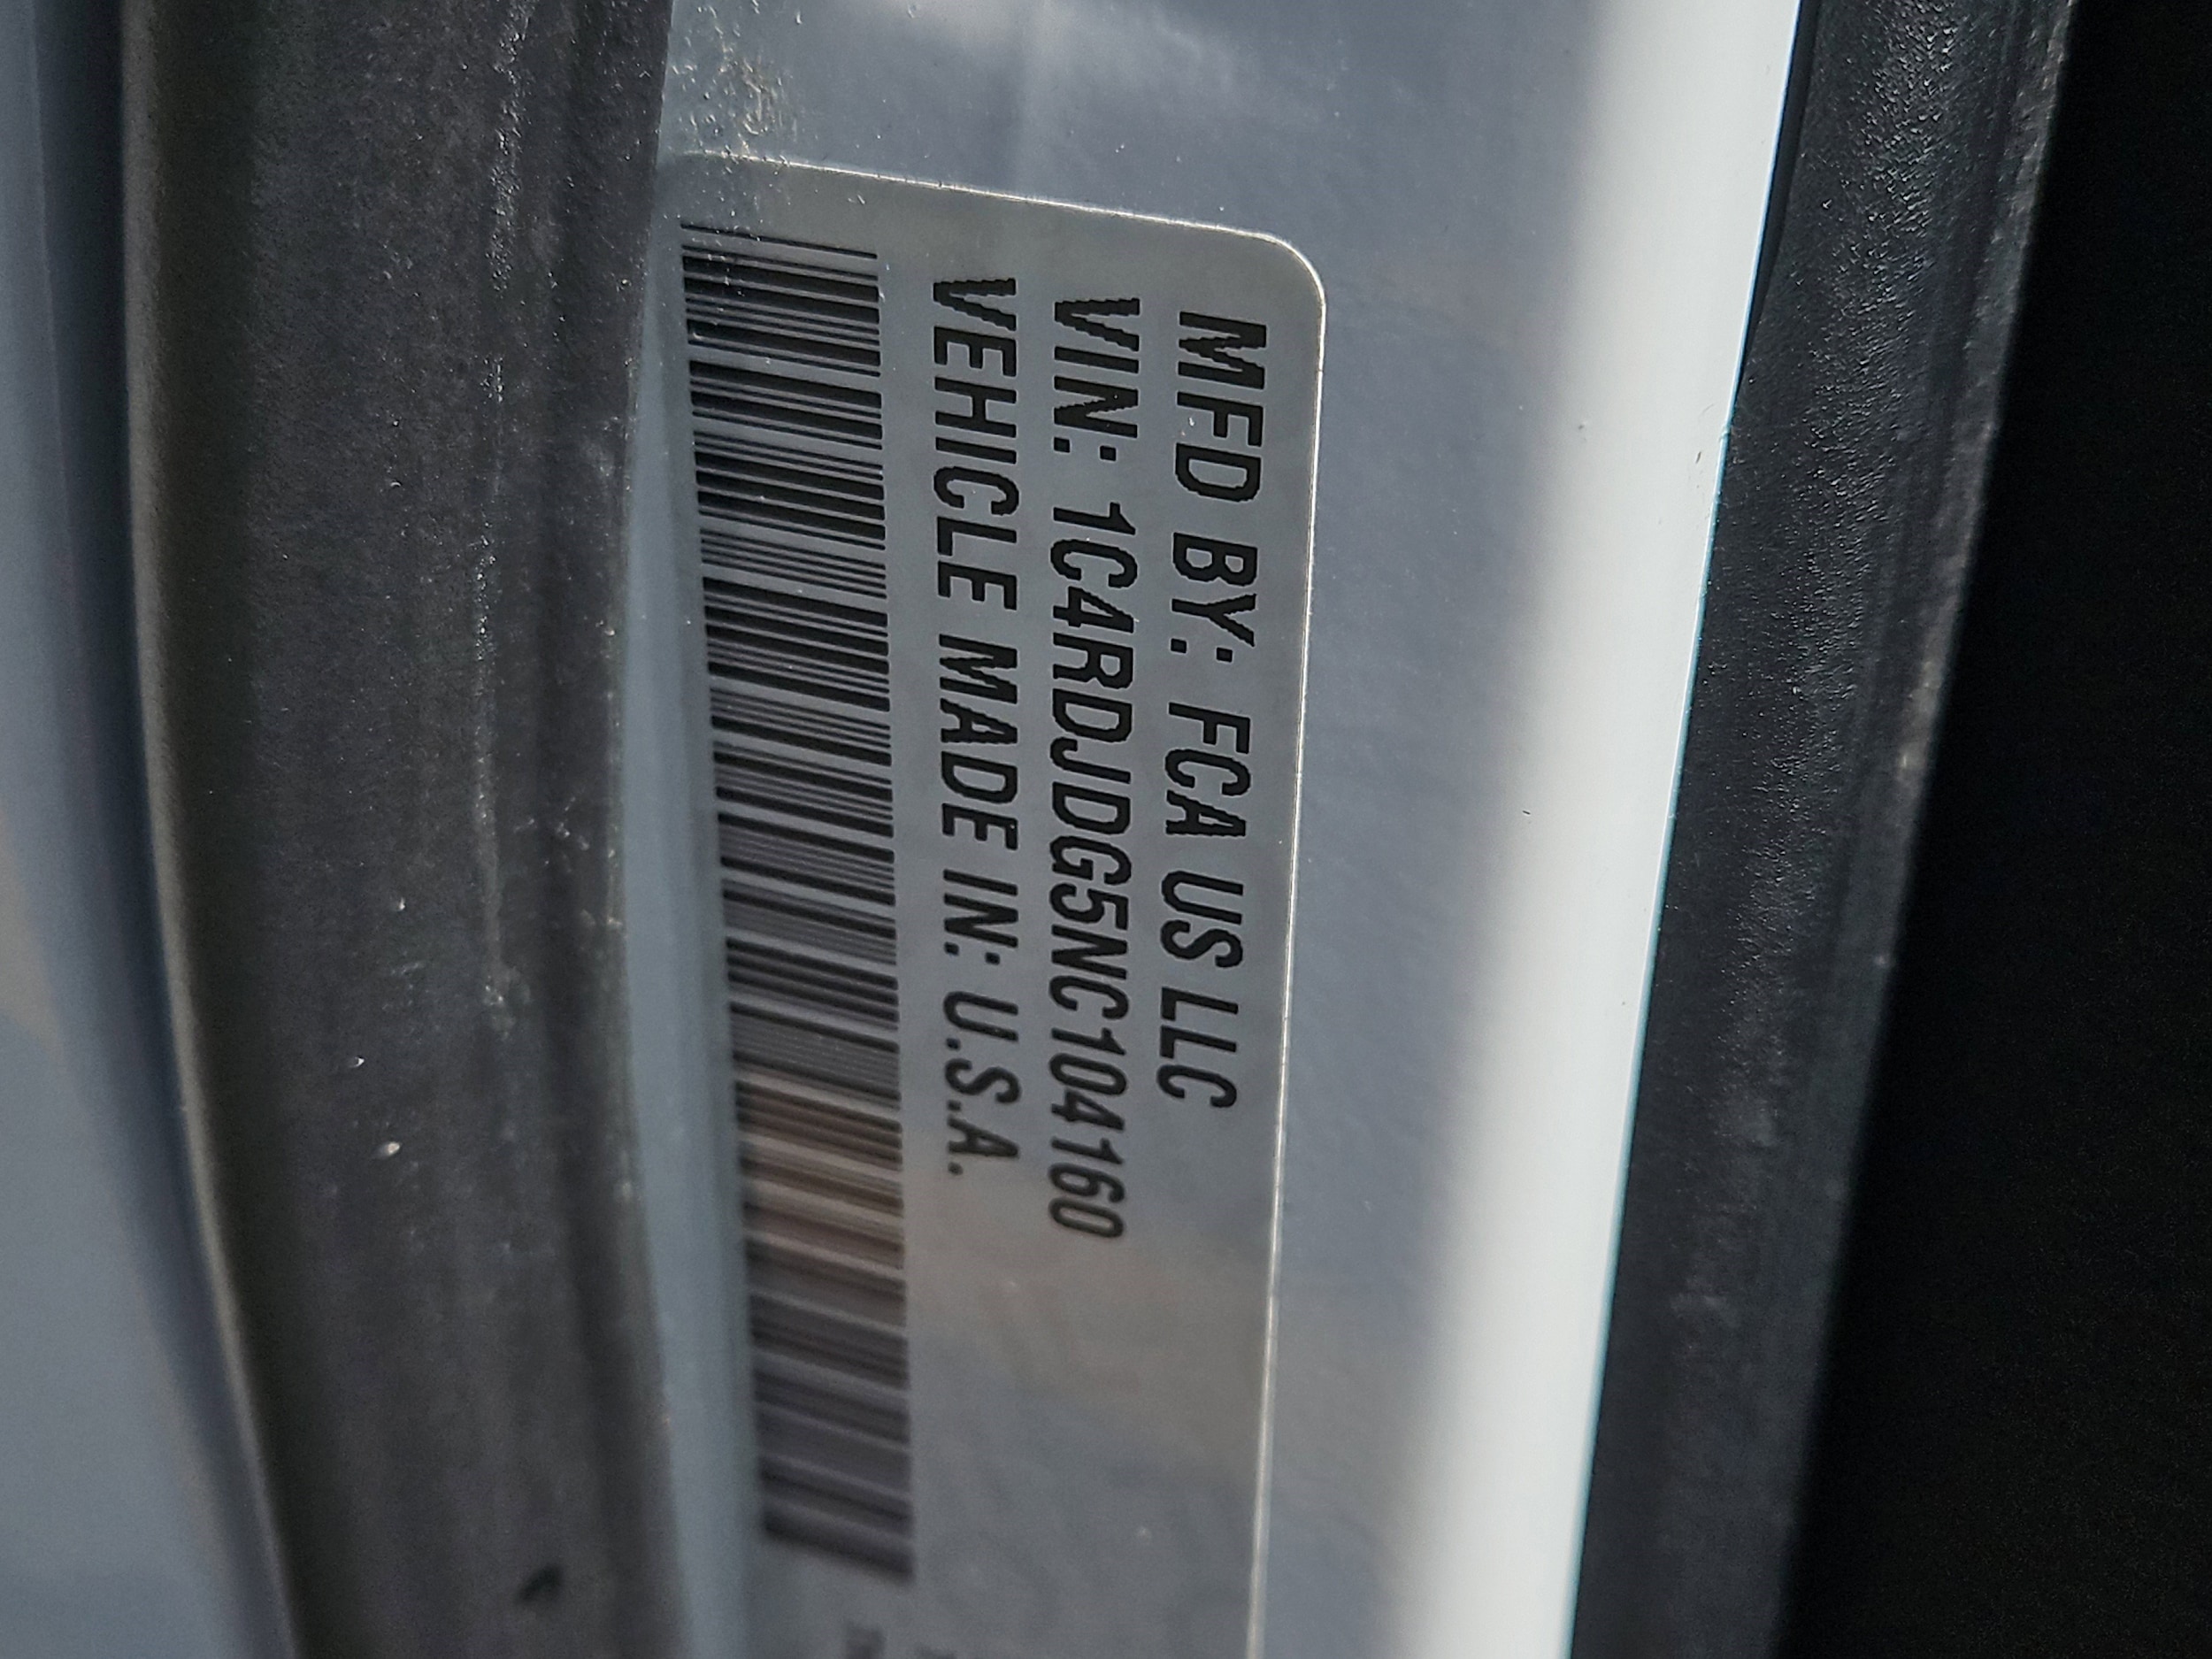 MFD BY: FCA US LLC
VIN: 1C4RDJDG5NC104160
VEHICLE MADE IN: U.S.A.